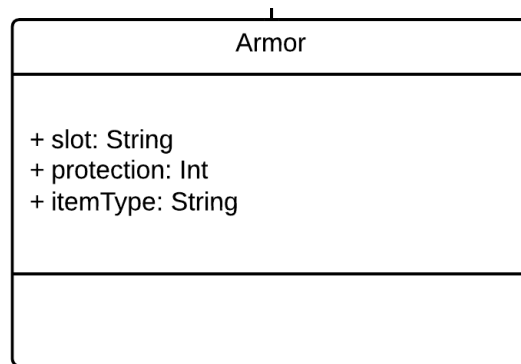 Armor
+ slot: String
+ protection: Int
+ itemType: String